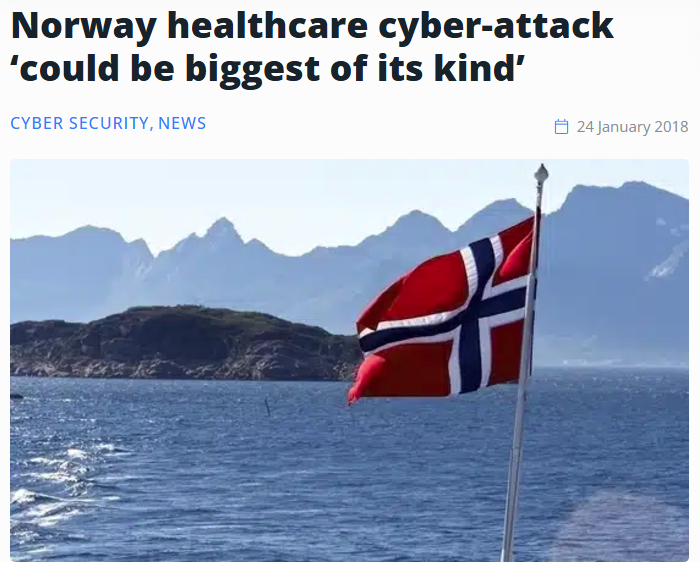 Norway healthcare cyber-attack
‘could be biggest of its kind’
CYBER SECURITY, NEWS
24 January 2018